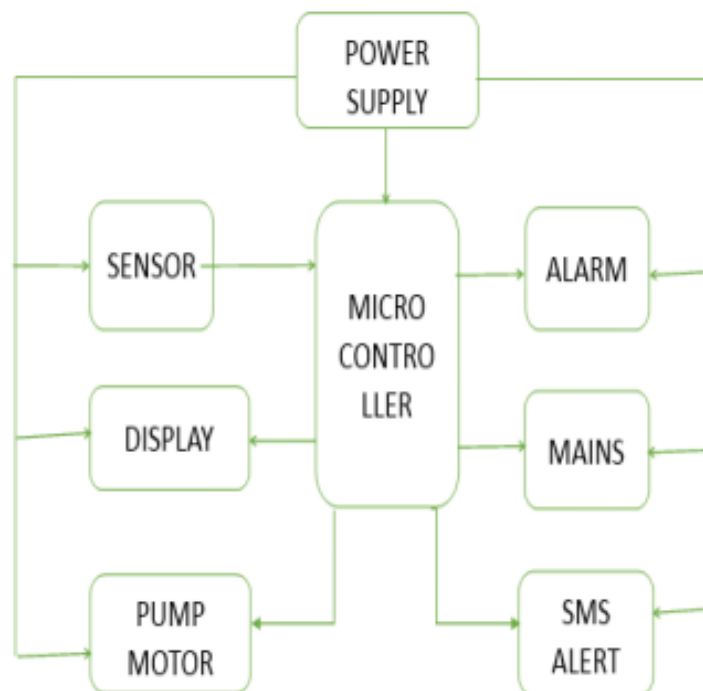 POWER
SUPPLY
SENSOR
MICRO
CONTRO
LLER
ALARM
DISPLAY
MAINS
PUMP
MOTOR
SMS
ALERT